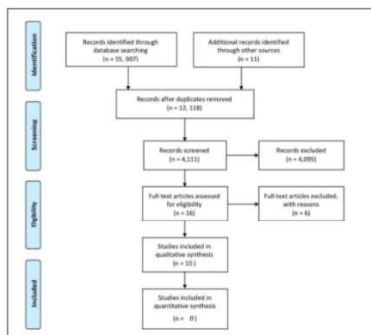 Identification
Records identified through
database searching
(n = 55, 907)
Additional records identified
through other sources
(n = 11)
Records after duplicates removed
(n = 12, 118)
Screening
Records screened
(n = 4,111)
Records excluded
(n = 4,095)
Eligibility
Full-text articles assessed
for eligibility
(n = 16)
Full-text articles excluded,
with reasons
(n = 6)
Studies included in
qualitative synthesis
(n = 10 )
Included
Studies included in
quantitative synthesis
(n = 0 )